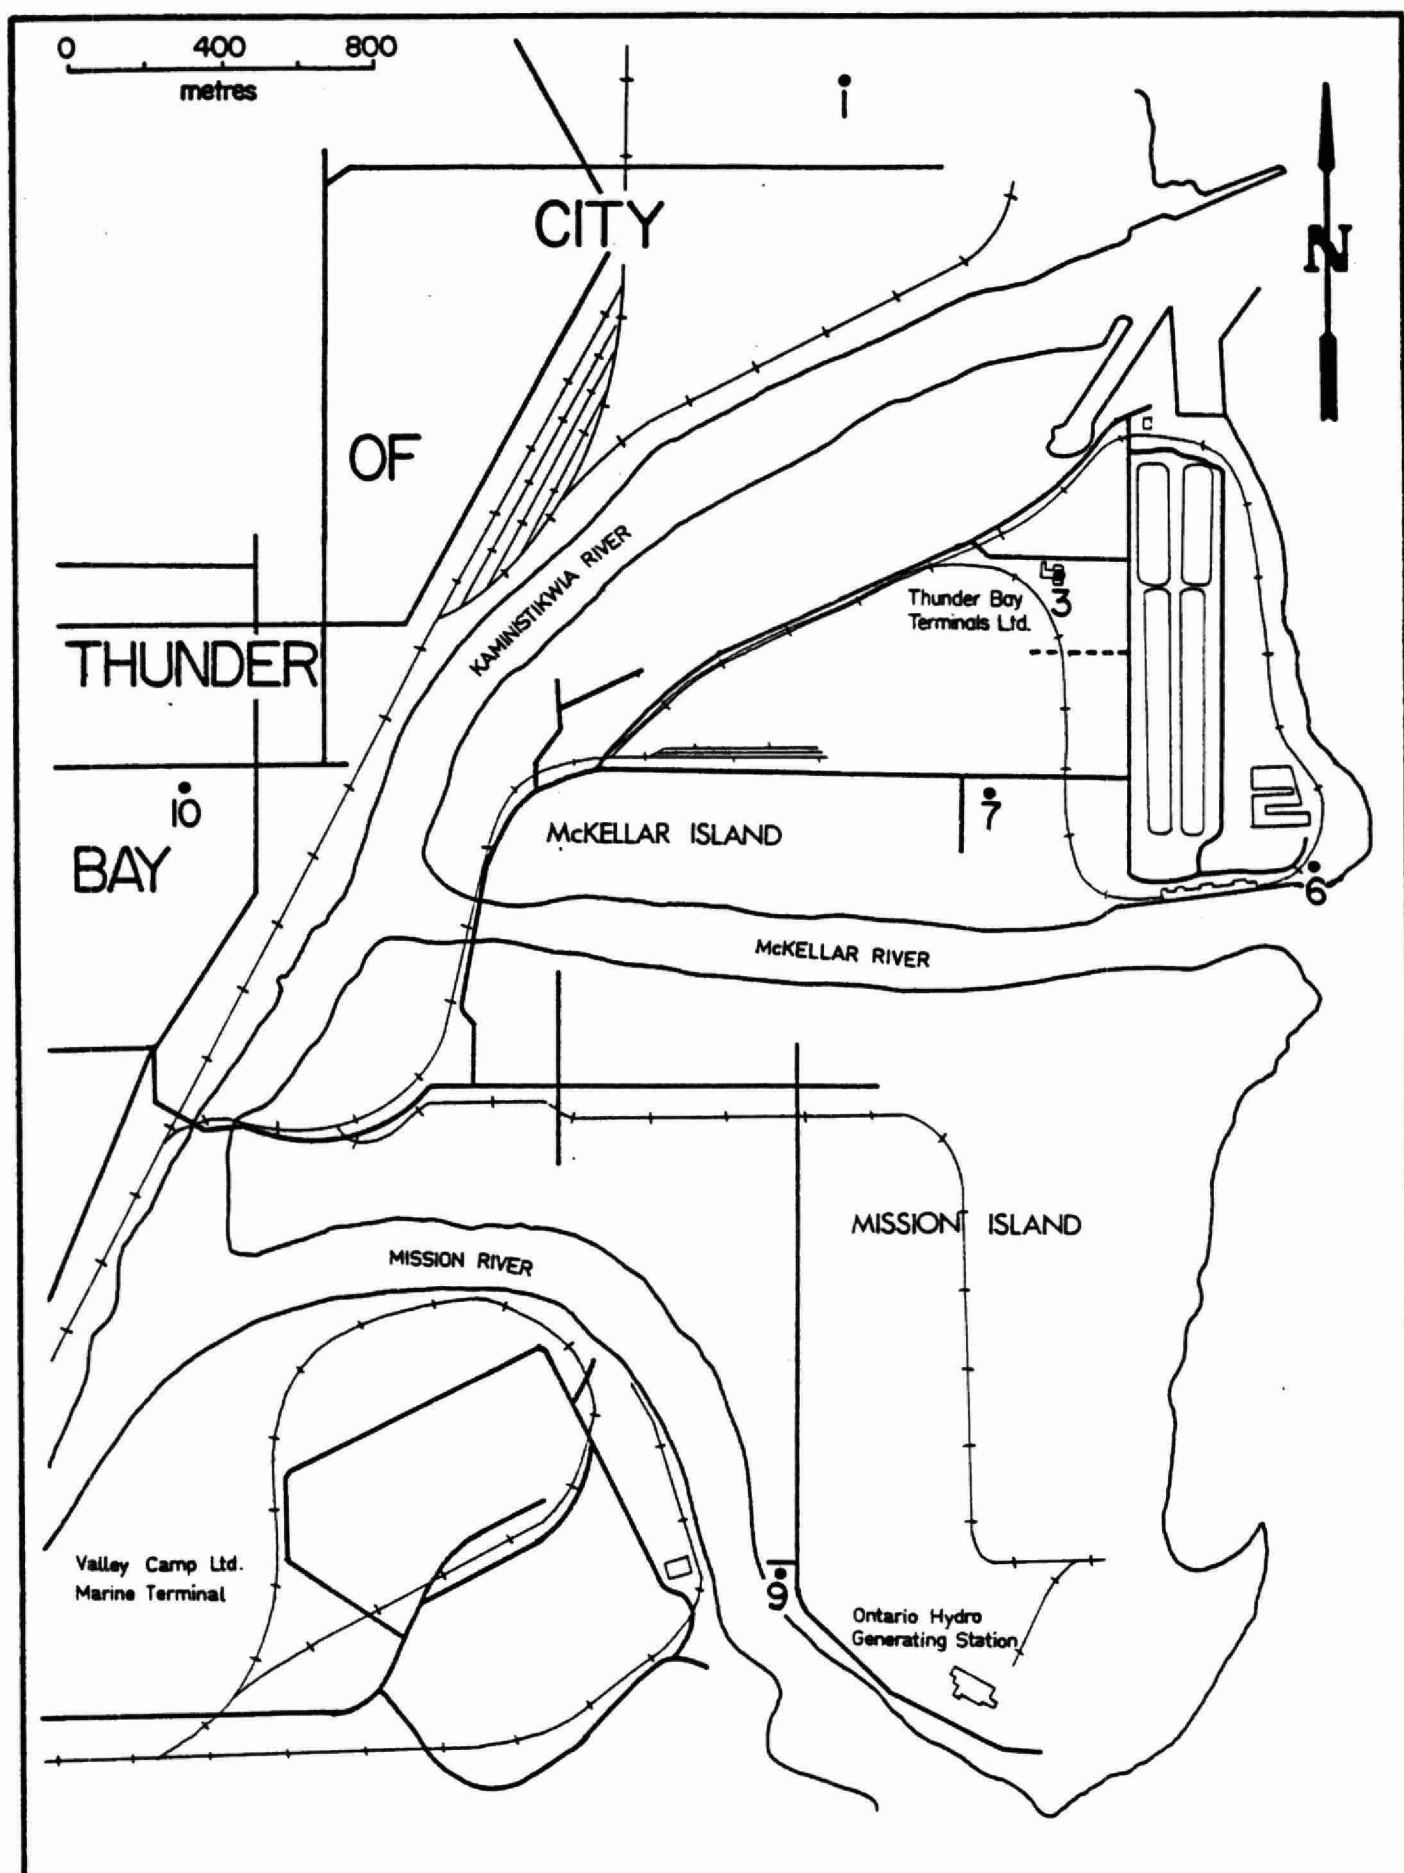 0 400 800
metres
1
N
CITY
OF
KAMINISTIKWIA RIVER
3
Thunder Bay
Terminals Ltd.
THUNDER
10
7
McKELLAR ISLAND
BAY
6
McKELLAR RIVER
MISSION ISLAND
MISSION RIVER
Valley Camp Ltd.
Marine Terminal
9
Ontario Hydro
Generating Station